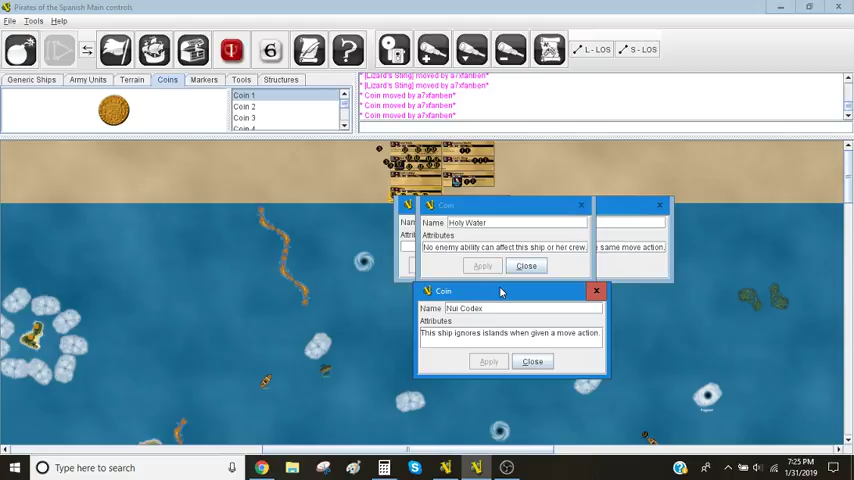 Pirates of the Spanish Main controls
File Tools Help
L - LOS
S - LOS
Generic Ships Army Units Terrain Coins Markers Tools Structures
Coin 1
Coin 2
Coin 3
* [Lizard's Sting] moved by a7xfanben*
* [Lizard's Sting] moved by a7xfanben*
* Coin moved by a7xfanben*
* Coin moved by a7xfanben*
* Coin moved by a7xfanben*
Coin
Name Holy Water
Attributes
No enemy ability can affect this ship or her crew.
same move action.
Apply Close
Coin
Name Nui Codex
Attributes
This ship ignores islands when given a move action.
Apply Close
Type here to search
7:25 PM
1/31/2019